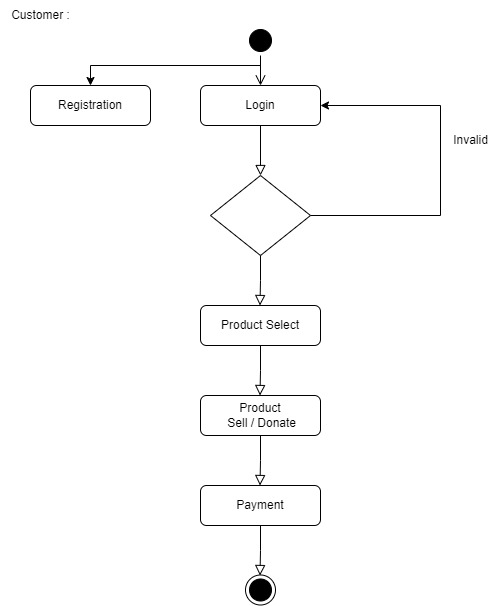 Customer :
Registration
Login
Invalid
Product Select
Product
Sell / Donate
Payment